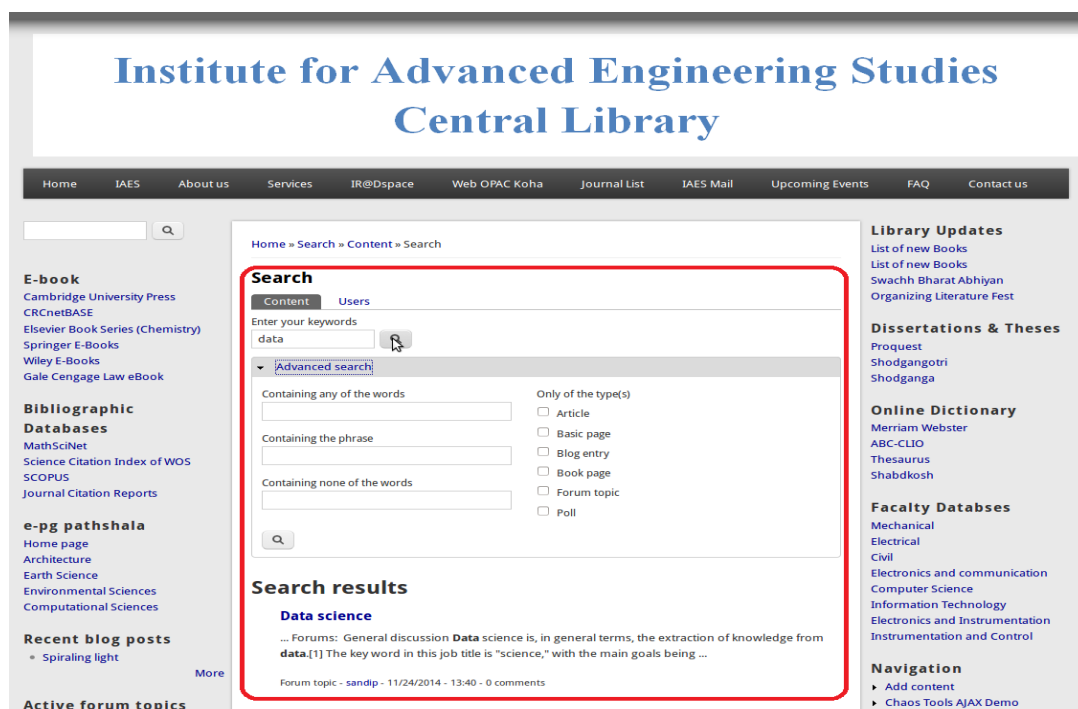 Institute for Advanced Engineering Studies
Central Library
Home IAES About us Services IR@Dspace Web OPAC Koha Journal List IAES Mail Upcoming Events FAQ Contact us
E-book
Cambridge University Press
CRCnetBASE
Elsevier Book Series (Chemistry)
Springer E-Books
Wiley E-Books
Gale Cengage Law eBook
Bibliographic
Databases
MathSciNet
Science Citation Index of WOS
SCOPUS
Journal Citation Reports
e-pg pathshala
Home page
Architecture
Earth Science
Environmental Sciences
Computational Sciences
Recent blog posts
Spiraling light
More
Active forum topics
Home » Search » Content » Search
Search
Content Users
Enter your keywords
data
Advanced search
Containing any of the words
Containing the phrase
Containing none of the words
Only of the type(s)
Article
Basic page
Blog entry
Book page
Forum topic
Poll
Search results
Data science
... Forums: General discussion Data science is, in general terms, the extraction of knowledge from
data.[1] The key word in this job title is "science," with the main goals being ...
Forum topic - sandip - 11/24/2014 - 13:40 - 0 comments
Library Updates
List of new Books
List of new Books
Swachh Bharat Abhiyan
Organizing Literature Fest
Dissertations & Theses
Proquest
Shodgangotri
Shodganga
Online Dictionary
Merriam Webster
ABC-CLIO
Thesaurus
Shabdkosh
Facalty Databses
Mechanical
Electrical
Civil
Electronics and communication
Computer Science
Information Technology
Electronics and Instrumentation
Instrumentation and Control
Navigation
Add content
Chaos Tools AJAX Demo